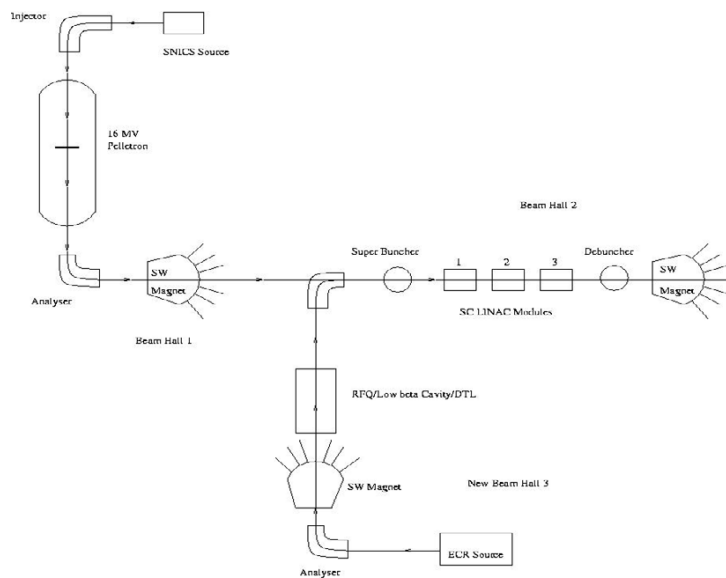 Injector
SNICS Source
16 MV
Pelletron
Beam Hall 2
Super Buncher
1
2
3
Debuncher
SW
Magnet
SW
Magnet
Analyser
SC LINAC Modules
Beam Hall 1
RFQ/Low beta Cavity/DTL
SW Magnet
New Beam Hall 3
ECR Source
Analyser